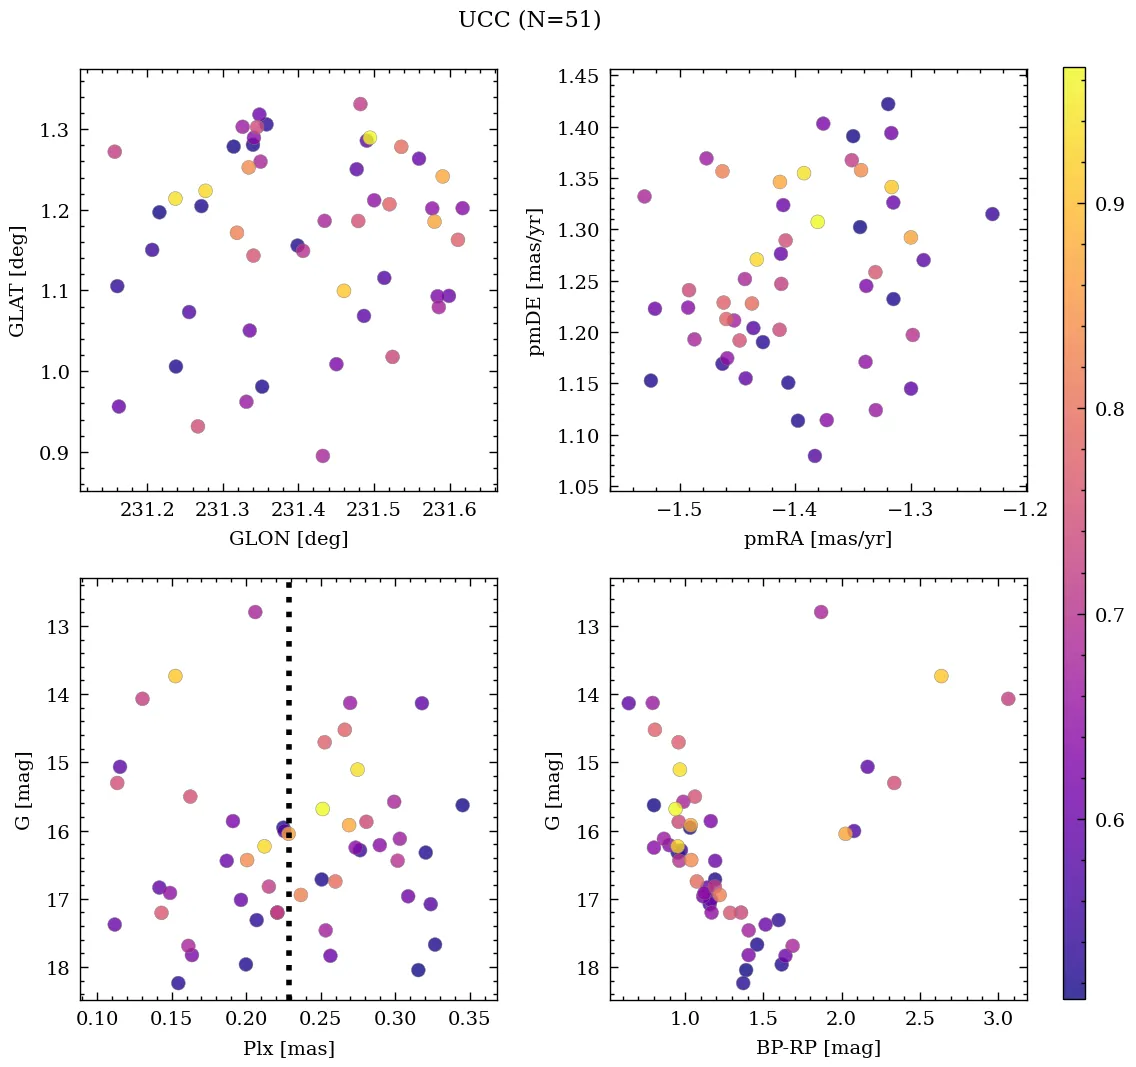 UCC (N=51)
1.3
1.2
1.1
1.0
0.9
GLAT [deg]
231.2 231.3 231.4 231.5 231.6
GLON [deg]
1.45
1.40
1.35
1.30
1.25
1.20
1.15
1.10
1.05
pmDE [mas/yr]
−1.5 −1.4 −1.3 −1.2
pmRA [mas/yr]
13
14
15
16
17
18
G [mag]
0.10 0.15 0.20 0.25 0.30 0.35
Plx [mas]
13
14
15
16
17
18
G [mag]
1.0 1.5 2.0 2.5 3.0
BP-RP [mag]
0.9
0.8
0.7
0.6